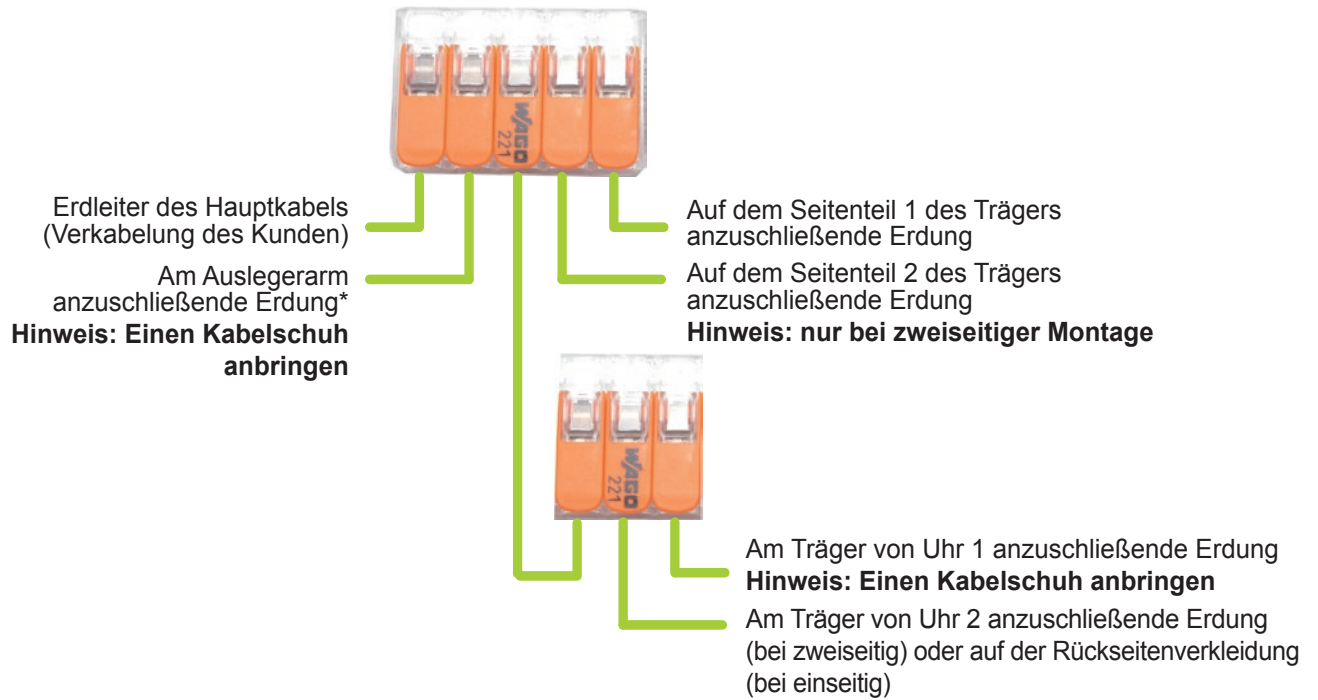 WAGO
221
Erdleiter des Hauptkabels
(Verkabelung des Kunden)
Am Auslegerarm
anzuschließende Erdung*
Hinweis: Einen Kabelschuh
anbringen
Auf dem Seitenteil 1 des Trägers
anzuschließende Erdung
Auf dem Seitenteil 2 des Trägers
anzuschließende Erdung
Hinweis: nur bei zweiseitiger Montage
WAGO
221
Am Träger von Uhr 1 anzuschließende Erdung
Hinweis: Einen Kabelschuh anbringen
Am Träger von Uhr 2 anzuschließende Erdung
(bei zweiseitig) oder auf der Rückseitenverkleidung
(bei einseitig)